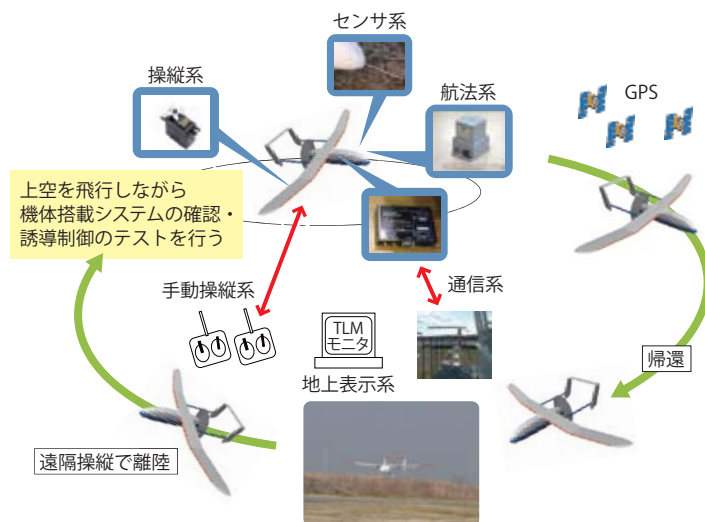 センサ系
操縦系
航法系
GPS
上空を飛行しながら
機体搭載システムの確認・
誘導制御のテストを行う
手動操縦系
通信系
TLM
モニタ
地上表示系
帰還
遠隔操縦で離陸